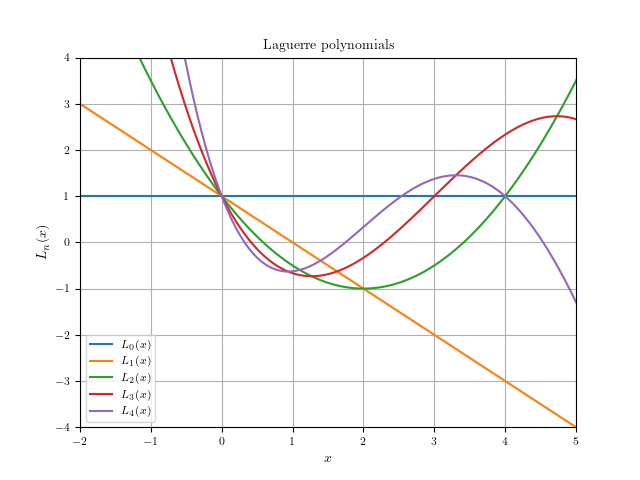 Laguerre polynomials
4
3
2
1
0
−1
−2
−3
−4
L_n(x)
L_0(x)
L_1(x)
L_2(x)
L_3(x)
L_4(x)
−2 −1 0 1 2 3 4 5
x